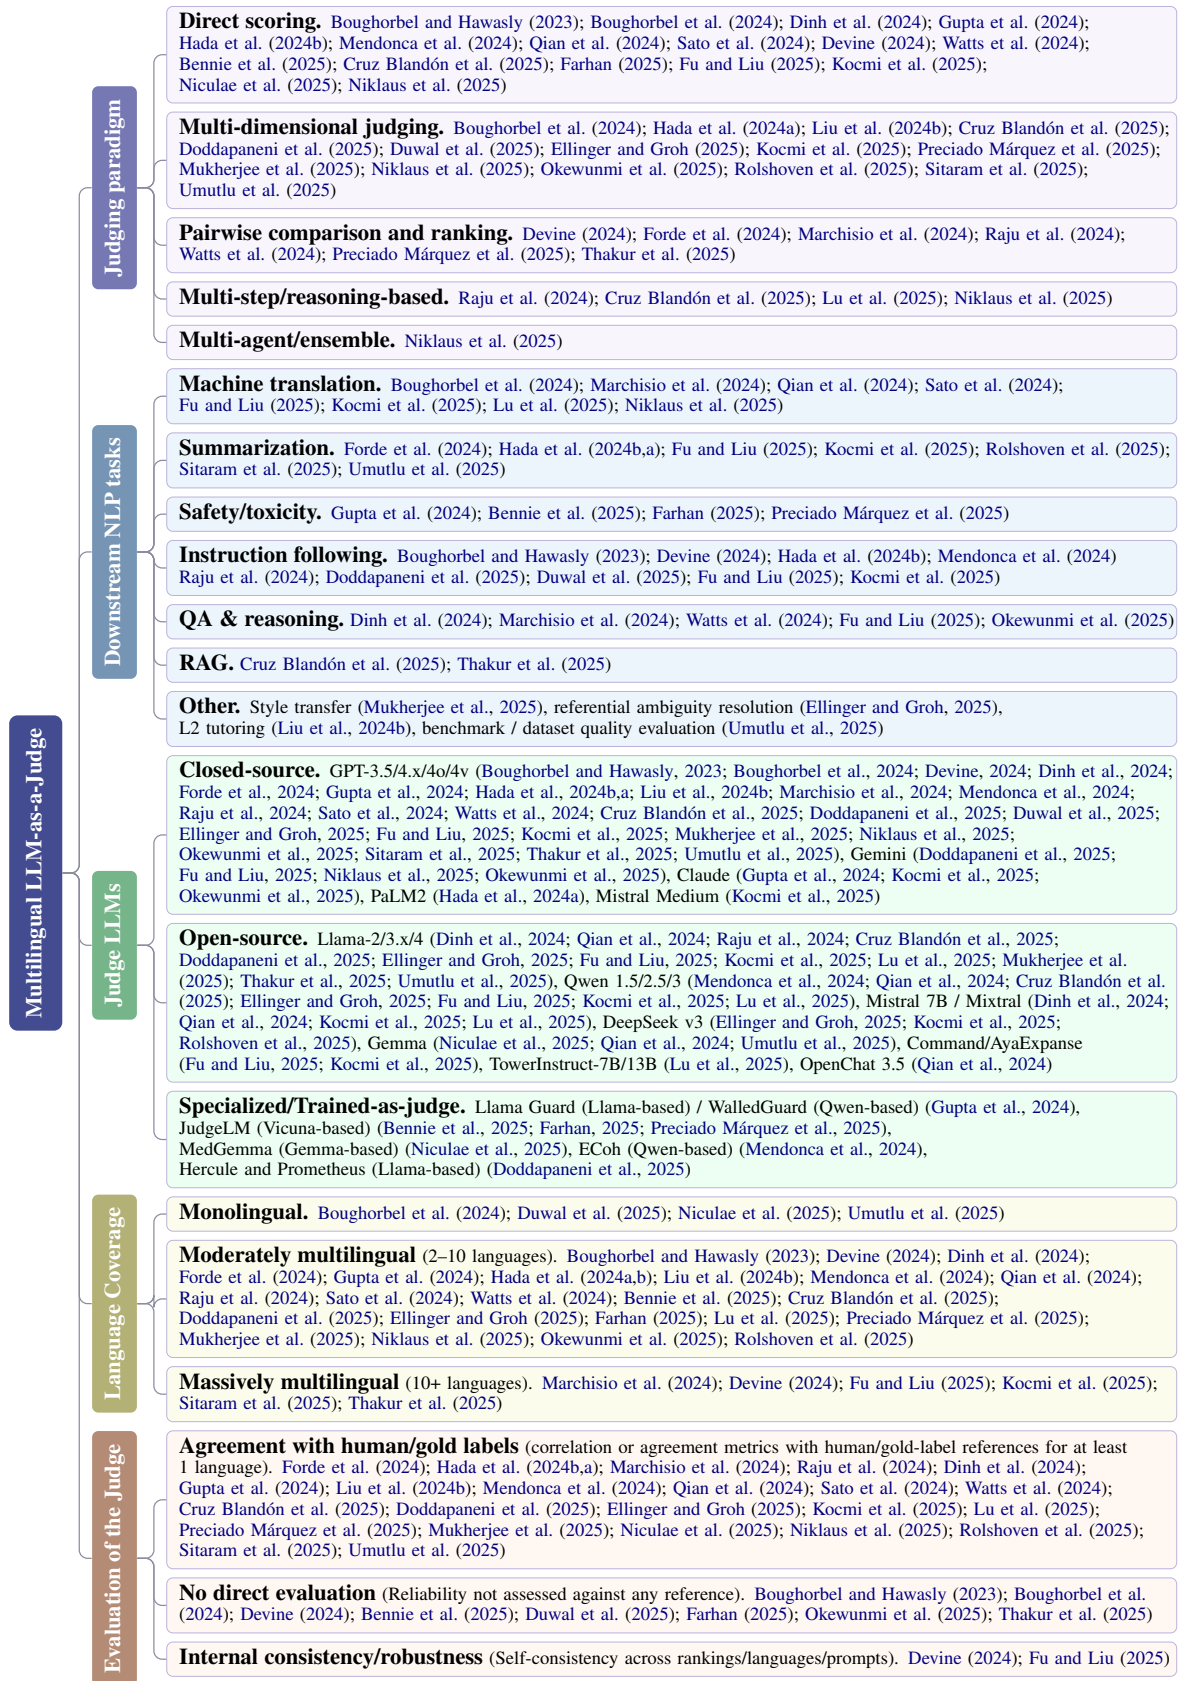 Multilingual LLM-as-a-Judge
Judging paradigm
Direct scoring. Boughorbel and Hawasly (2023); Boughorbel et al. (2024); Dinh et al. (2024); Gupta et al. (2024);
Hada et al. (2024b); Mendonca et al. (2024); Qian et al. (2024); Sato et al. (2024); Devine (2024); Watts et al. (2024);
Bennie et al. (2025); Cruz Blandón et al. (2025); Farhan (2025); Fu and Liu (2025); Kocmi et al. (2025);
Niculae et al. (2025); Niklaus et al. (2025)
Multi-dimensional judging. Boughorbel et al. (2024); Hada et al. (2024a); Liu et al. (2024b); Cruz Blandón et al. (2025);
Doddapaneni et al. (2025); Duwal et al. (2025); Ellinger and Groh (2025); Kocmi et al. (2025); Preciado Márquez et al. (2025);
Mukherjee et al. (2025); Niklaus et al. (2025); Okewunmi et al. (2025); Rolshoven et al. (2025); Sitaram et al. (2025);
Umutlu et al. (2025)
Pairwise comparison and ranking. Devine (2024); Forde et al. (2024); Marchisio et al. (2024); Raju et al. (2024);
Watts et al. (2024); Preciado Márquez et al. (2025); Thakur et al. (2025)
Multi-step/reasoning-based. Raju et al. (2024); Cruz Blandón et al. (2025); Lu et al. (2025); Niklaus et al. (2025)
Multi-agent/ensemble. Niklaus et al. (2025)
Downstream NLP tasks
Machine translation. Boughorbel et al. (2024); Marchisio et al. (2024); Qian et al. (2024); Sato et al. (2024);
Fu and Liu (2025); Kocmi et al. (2025); Lu et al. (2025); Niklaus et al. (2025)
Summarization. Forde et al. (2024); Hada et al. (2024b,a); Fu and Liu (2025); Kocmi et al. (2025); Rolshoven et al. (2025);
Sitaram et al. (2025); Umutlu et al. (2025)
Safety/toxicity. Gupta et al. (2024); Bennie et al. (2025); Farhan (2025); Preciado Márquez et al. (2025)
Instruction following. Boughorbel and Hawasly (2023); Devine (2024); Hada et al. (2024b); Mendonca et al. (2024)
Raju et al. (2024); Doddapaneni et al. (2025); Duwal et al. (2025); Fu and Liu (2025); Kocmi et al. (2025)
QA & reasoning. Dinh et al. (2024); Marchisio et al. (2024); Watts et al. (2024); Fu and Liu (2025); Okewunmi et al. (2025)
RAG. Cruz Blandón et al. (2025); Thakur et al. (2025)
Other. Style transfer (Mukherjee et al., 2025), referential ambiguity resolution (Ellinger and Groh, 2025),
L2 tutoring (Liu et al., 2024b), benchmark / dataset quality evaluation (Umutlu et al., 2025)
Judge LLMs
Closed-source. GPT-3.5/4.x/4o/4v (Boughorbel and Hawasly, 2023; Boughorbel et al., 2024; Devine, 2024; Dinh et al., 2024;
Forde et al., 2024; Gupta et al., 2024; Hada et al., 2024b,a; Liu et al., 2024b; Marchisio et al., 2024; Mendonca et al., 2024;
Raju et al., 2024; Sato et al., 2024; Watts et al., 2024; Cruz Blandón et al., 2025; Doddapaneni et al., 2025; Duwal et al., 2025;
Ellinger and Groh, 2025; Fu and Liu, 2025; Kocmi et al., 2025; Mukherjee et al., 2025; Niklaus et al., 2025;
Okewunmi et al., 2025; Sitaram et al., 2025; Thakur et al., 2025; Umutlu et al., 2025), Gemini (Doddapaneni et al., 2025;
Fu and Liu, 2025; Niklaus et al., 2025; Okewunmi et al., 2025), Claude (Gupta et al., 2024; Kocmi et al., 2025;
Okewunmi et al., 2025), PaLM2 (Hada et al., 2024a), Mistral Medium (Kocmi et al., 2025)
Open-source. Llama-2/3.x/4 (Dinh et al., 2024; Qian et al., 2024; Raju et al., 2024; Cruz Blandón et al., 2025;
Doddapaneni et al., 2025; Ellinger and Groh, 2025; Fu and Liu, 2025; Kocmi et al., 2025; Lu et al., 2025; Mukherjee et al.
(2025); Thakur et al., 2025; Umutlu et al., 2025), Qwen 1.5/2.5/3 (Mendonca et al., 2024; Qian et al., 2024; Cruz Blandón et al.
(2025); Ellinger and Groh, 2025; Fu and Liu, 2025; Kocmi et al., 2025; Lu et al., 2025), Mistral 7B / Mixtral (Dinh et al., 2024;
Qian et al., 2024; Kocmi et al., 2025; Lu et al., 2025), DeepSeek v3 (Ellinger and Groh, 2025; Kocmi et al., 2025;
Rolshoven et al., 2025), Gemma (Niculae et al., 2025; Qian et al., 2024; Umutlu et al., 2025), Command/AyaExpanse
(Fu and Liu, 2025; Kocmi et al., 2025), TowerInstruct-7B/13B (Lu et al., 2025), OpenChat 3.5 (Qian et al., 2024)
Specialized/Trained-as-judge. Llama Guard (Llama-based) / WalledGuard (Qwen-based) (Gupta et al., 2024),
JudgeLM (Vicuna-based) (Bennie et al., 2025; Farhan, 2025; Preciado Márquez et al., 2025),
MedGemma (Gemma-based) (Niculae et al., 2025), ECoh (Qwen-based) (Mendonca et al., 2024),
Hercule and Prometheus (Llama-based) (Doddapaneni et al., 2025)
Language Coverage
Monolingual. Boughorbel et al. (2024); Duwal et al. (2025); Niculae et al. (2025); Umutlu et al. (2025)
Moderately multilingual (2–10 languages). Boughorbel and Hawasly (2023); Devine (2024); Dinh et al. (2024);
Forde et al. (2024); Gupta et al. (2024); Hada et al. (2024a,b); Liu et al. (2024b); Mendonca et al. (2024); Qian et al. (2024);
Raju et al. (2024); Sato et al. (2024); Watts et al. (2024); Bennie et al. (2025); Cruz Blandón et al. (2025);
Doddapaneni et al. (2025); Ellinger and Groh (2025); Farhan (2025); Lu et al. (2025); Preciado Márquez et al. (2025);
Mukherjee et al. (2025); Niklaus et al. (2025); Okewunmi et al. (2025); Rolshoven et al. (2025)
Massively multilingual (10+ languages). Marchisio et al. (2024); Devine (2024); Fu and Liu (2025); Kocmi et al. (2025);
Sitaram et al. (2025); Thakur et al. (2025)
Evaluation of the Judge
Agreement with human/gold labels (correlation or agreement metrics with human/gold-label references for at least
1 language). Forde et al. (2024); Hada et al. (2024b,a); Marchisio et al. (2024); Raju et al. (2024); Dinh et al. (2024);
Gupta et al. (2024); Liu et al. (2024b); Mendonca et al. (2024); Qian et al. (2024); Sato et al. (2024); Watts et al. (2024);
Cruz Blandón et al. (2025); Doddapaneni et al. (2025); Ellinger and Groh (2025); Kocmi et al. (2025); Lu et al. (2025);
Preciado Márquez et al. (2025); Mukherjee et al. (2025); Niculae et al. (2025); Niklaus et al. (2025); Rolshoven et al. (2025);
Sitaram et al. (2025); Umutlu et al. (2025)
No direct evaluation (Reliability not assessed against any reference). Boughorbel and Hawasly (2023); Boughorbel et al.
(2024); Devine (2024); Bennie et al. (2025); Duwal et al. (2025); Farhan (2025); Okewunmi et al. (2025); Thakur et al. (2025)
Internal consistency/robustness (Self-consistency across rankings/languages/prompts). Devine (2024); Fu and Liu (2025)